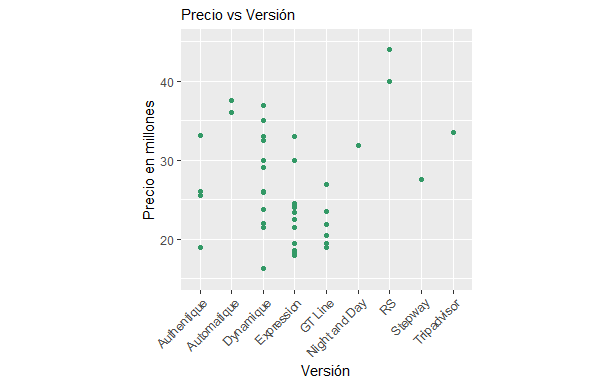 Precio vs Versión
Precio en millones
40
30
20
Authentique
Automatique
Dynamique
Expression
GT Line
Night and Day
RS
Stepway
Tripadvisor
Versión